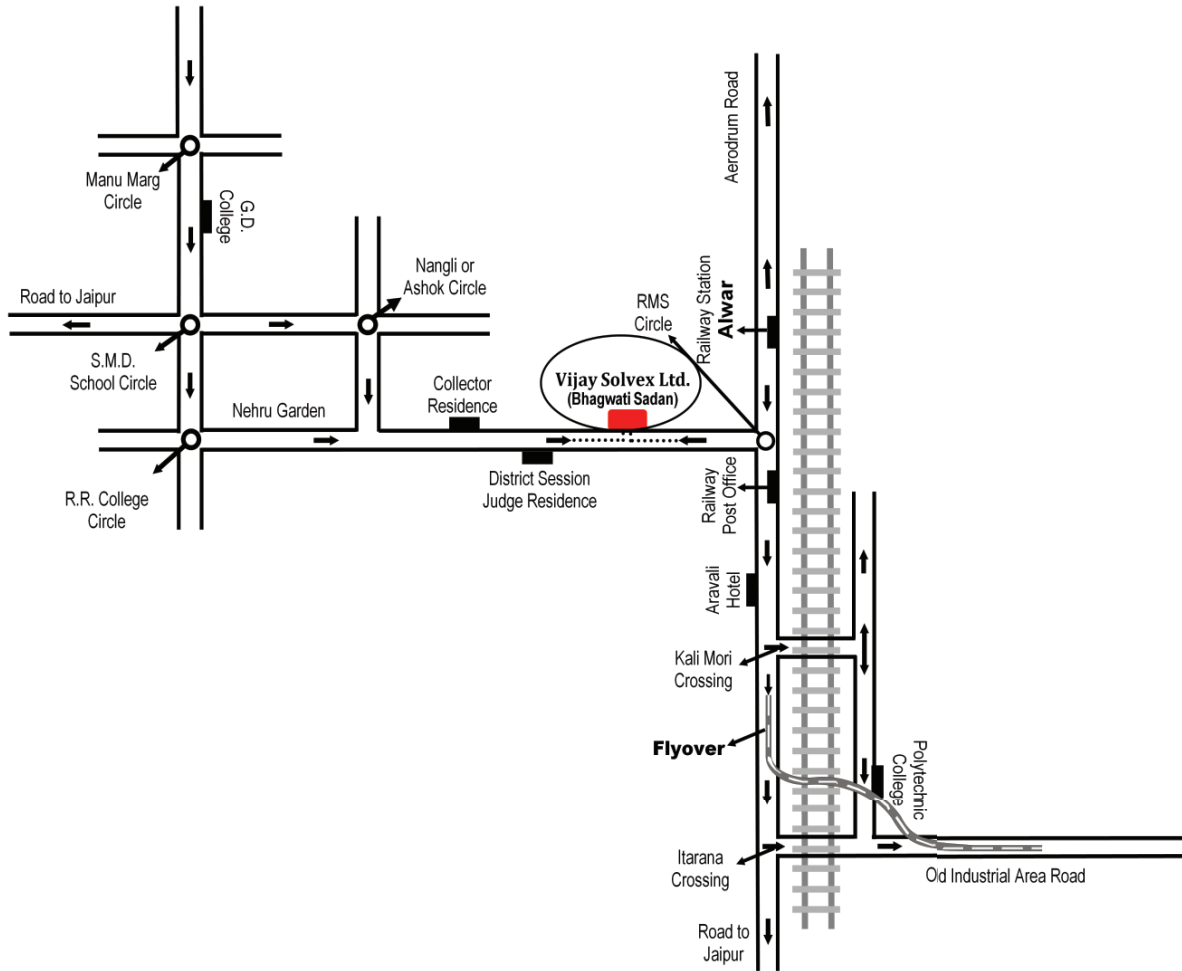 Manu Marg
Circle
G.D.
College
Road to Jaipur
Nangli or
Ashok Circle
S.M.D.
School Circle
Nehru Garden
Collector
Residence
R.R. College
Circle
District Session
Judge Residence
Vijay Solvex Ltd.
(Bhagwati Sadan)
RMS
Circle
Aerodrum Road
Railway Station
Alwar
Railway
Post Office
Aravali
Hotel
Kali Mori
Crossing
Flyover
Polytechnic
College
Itarana
Crossing
Old Industrial Area Road
Road to
Jaipur